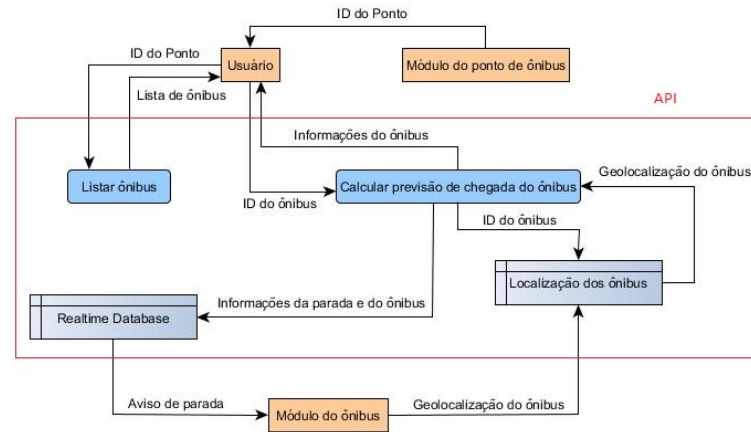 ID do Ponto
ID do Ponto
Usuário
Módulo do ponto de ônibus
Lista de ônibus
API
Informações do ônibus
Geolocalização do ônibus
Listar ônibus
Calcular previsão de chegada do ônibus
ID do ônibus
ID do ônibus
Localização dos ônibus
Informações da parada e do ônibus
Realtime Database
Aviso de parada
Módulo do ônibus
Geolocalização do ônibus